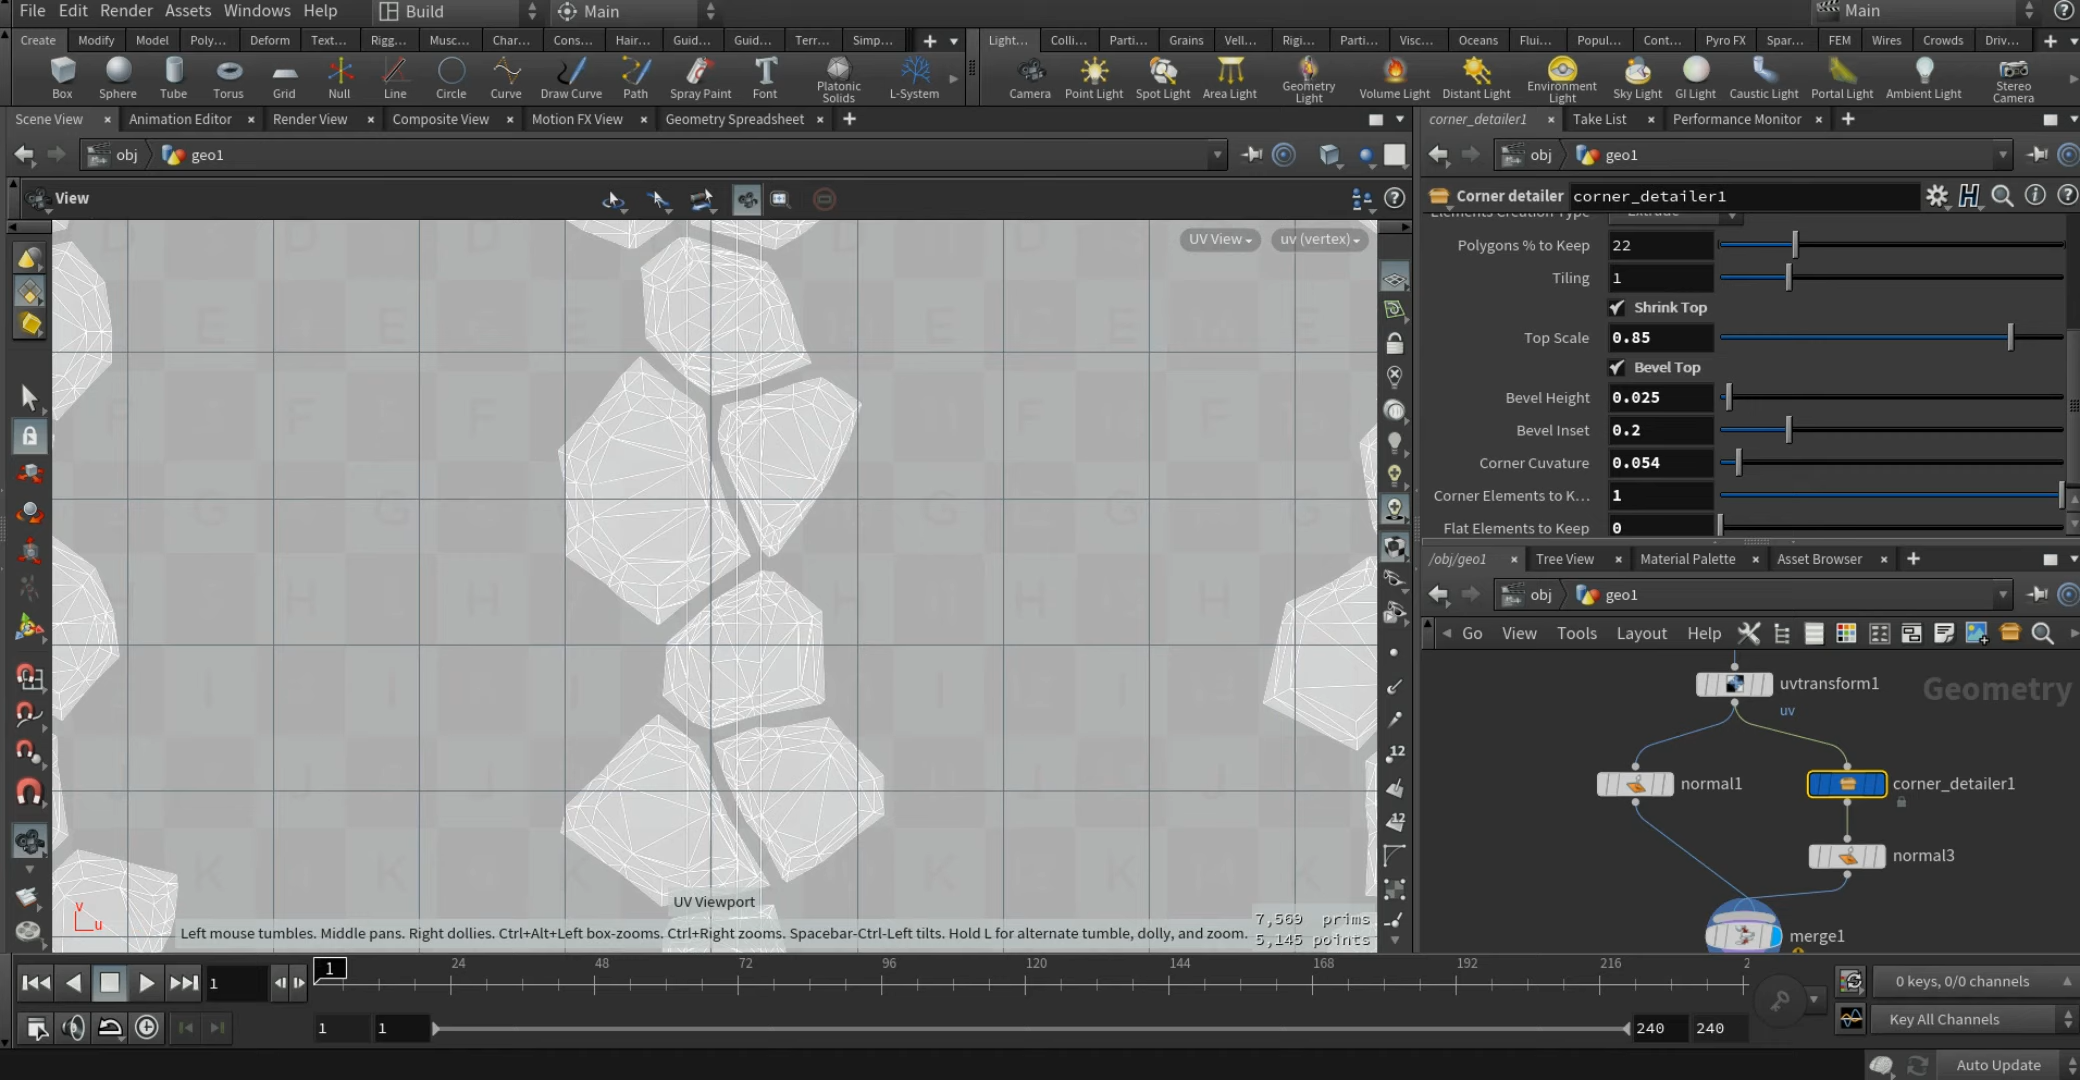 File Edit Render Assets Windows Help Build Main Main
Create Modify Model Poly... Deform Text... Rigg... Musc... Char... Cons... Hair... Guid... Guid... Terr... Simp... Light... Colli... Parti... Grains Vell... Rigi... Parti... Visc... Oceans Flui... Popul... Cont... Pyro FX Spar... FEM Wires Crowds Driv...
Box Sphere Tube Torus Grid Null Line Circle Curve Draw Curve Path Spray Paint Font Platonic Solids L-System Camera Point Light Spot Light Area Light Geometry Light Volume Light Distant Light Environment Light Sky Light GI Light Caustic Light Portal Light Ambient Light Stereo Camera
Scene View Animation Editor Render View Composite View Motion FX View Geometry Spreadsheet
obj geo1
View
UV View uv (vertex)
D D D D D D D
E E E E E E
F F F F
G G G G G
H H H H
I I I I
J J J
K K K K K
12
12
v
u
UV Viewport
Left mouse tumbles. Middle pans. Right dollies. Ctrl+Alt+Left box-zooms. Ctrl+Right zooms. Spacebar-Ctrl-Left tilts. Hold L for alternate tumble, dolly, and zoom.
7,569 prims
5,145 points
corner_detailer1 Take List Performance Monitor
obj geo1
Corner detailer corner_detailer1
Elements Creation Type Extrude
Polygons % to Keep 22
Tiling 1
Shrink Top
Top Scale 0.85
Bevel Top
Bevel Height 0.025
Bevel Inset 0.2
Corner Cuvature 0.054
Corner Elements to K... 1
Flat Elements to Keep 0
/obj/geo1 Tree View Material Palette Asset Browser
obj geo1
Go View Tools Layout Help
Geometry
uvtransform1
uv
normal1
corner_detailer1
normal3
merge1
1 1 24 48 72 96 120 144 168 192 216 2
1 1 240 240
0 keys, 0/0 channels
Key All Channels
Auto Update